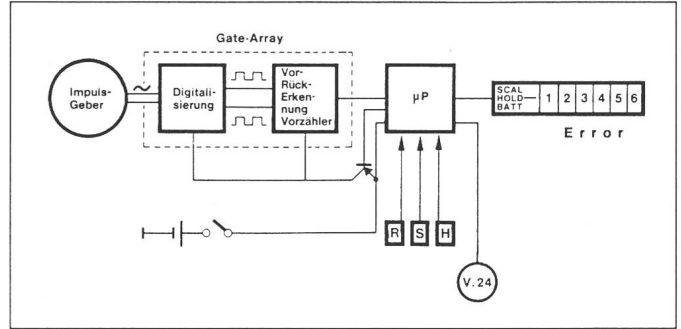 Gate-Array
Impuls-
Geber
~
Digitali-
sierung
Vor-
Rück-
Erken-
nung
Vorzähler
µP
SCAL
HOLD
BATT
1 2 3 4 5 6
Error
R S H
V.24